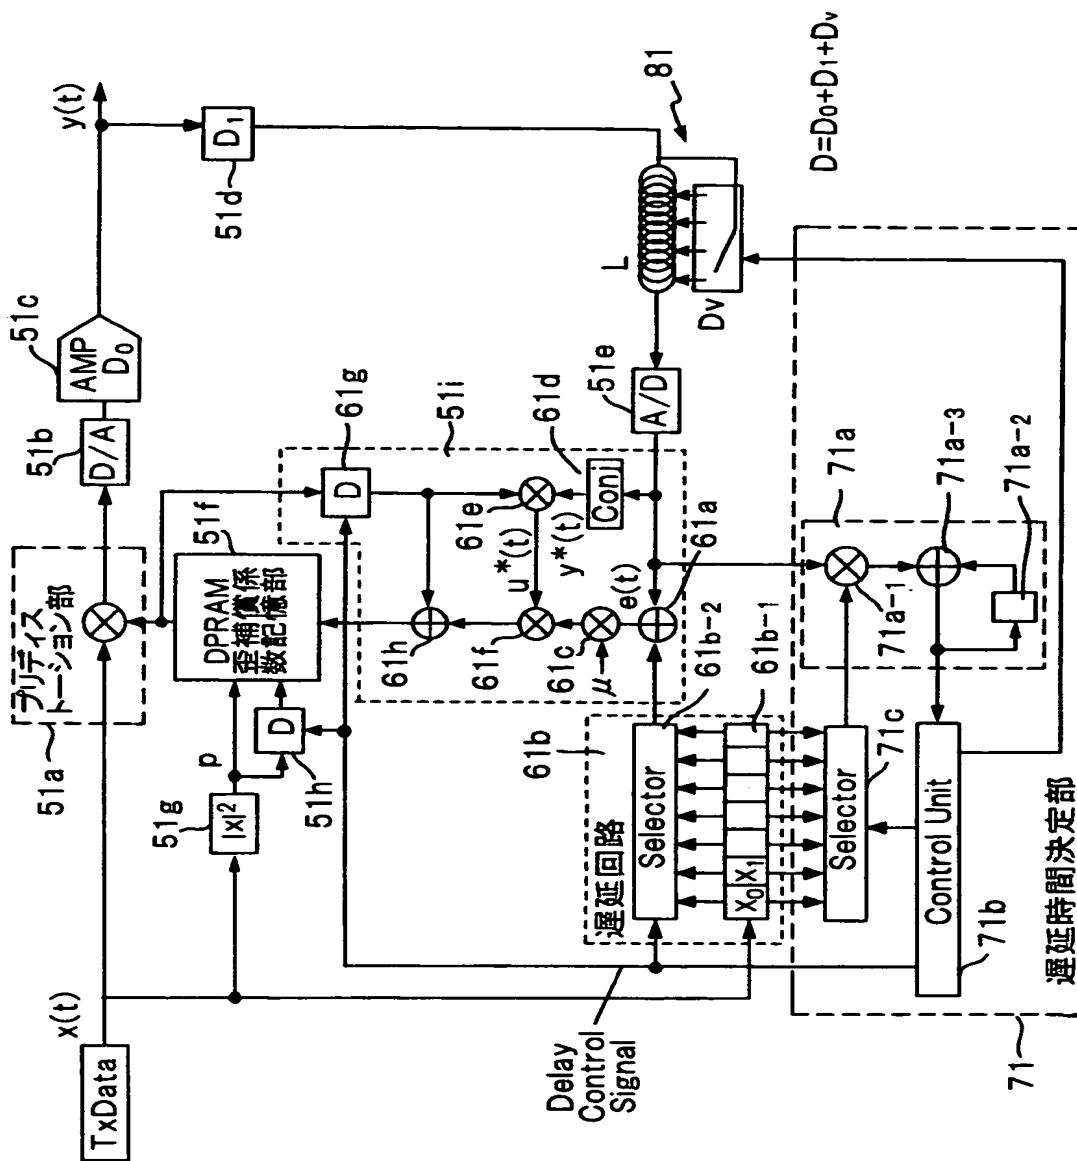 TxData
x(t)
51a
プリディス
トーション部
51b
D/A
51c
AMP
D0
y(t)
D1
51d
51g
|x|2
p
D
51h
51f
DPRAM
歪補償係
数記憶部
D
61g
51i
61h
61e
u*(t)
61d
Conj
y*(t)
61f
61c
μ
e(t)
61a
51e
A/D
L
Dv
81
D=D0+D1+Dv
Delay
Control
Signal
遅延回路
61b
Selector
61b-2
X0
X1
61b-1
Selector
71c
71a
71a-1
71a-3
71a-2
Control Unit
71b
71
遅延時間決定部